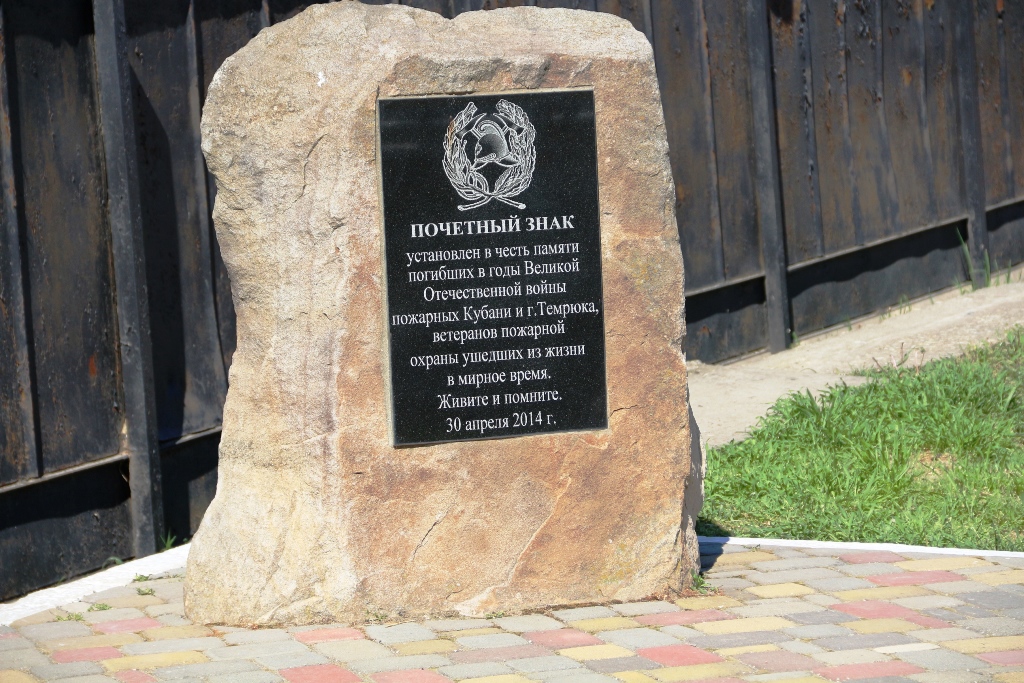 ПОЧЕТНЫЙ ЗНАК
установлен в честь памяти
погибших в годы Великой
Отечественной войны
пожарных Кубани и г.Темрюка,
ветеранов пожарной
охраны ушедших из жизни
в мирное время.
Живите и помните.
30 апреля 2014 г.